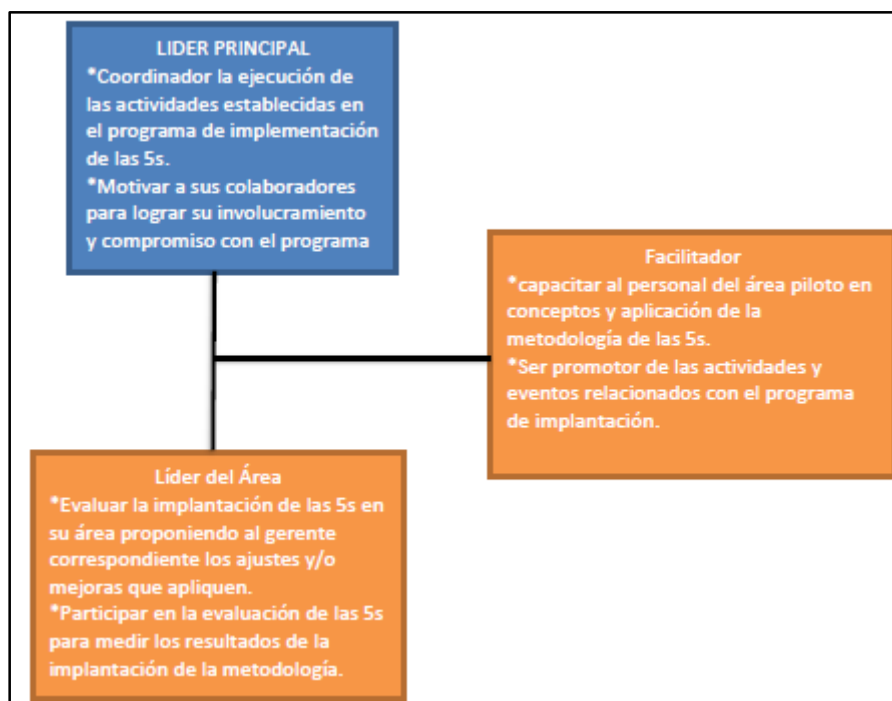 LIDER PRINCIPAL
*Coordinador la ejecución de
las actividades establecidas en
el programa de implementación
de las 5s.
*Motivar a sus colaboradores
para lograr su involucramiento
y compromiso con el programa
Facilitador
*capacitar al personal del área piloto en
conceptos y aplicación de la
metodología de las 5s.
*Ser promotor de las actividades y
eventos relacionados con el programa
de implantación.
Líder del Área
*Evaluar la implantación de las 5s en
su área proponiendo al gerente
correspondiente los ajustes y/o
mejoras que apliquen.
*Participar en la evaluación de las 5s
para medir los resultados de la
implantación de la metodología.